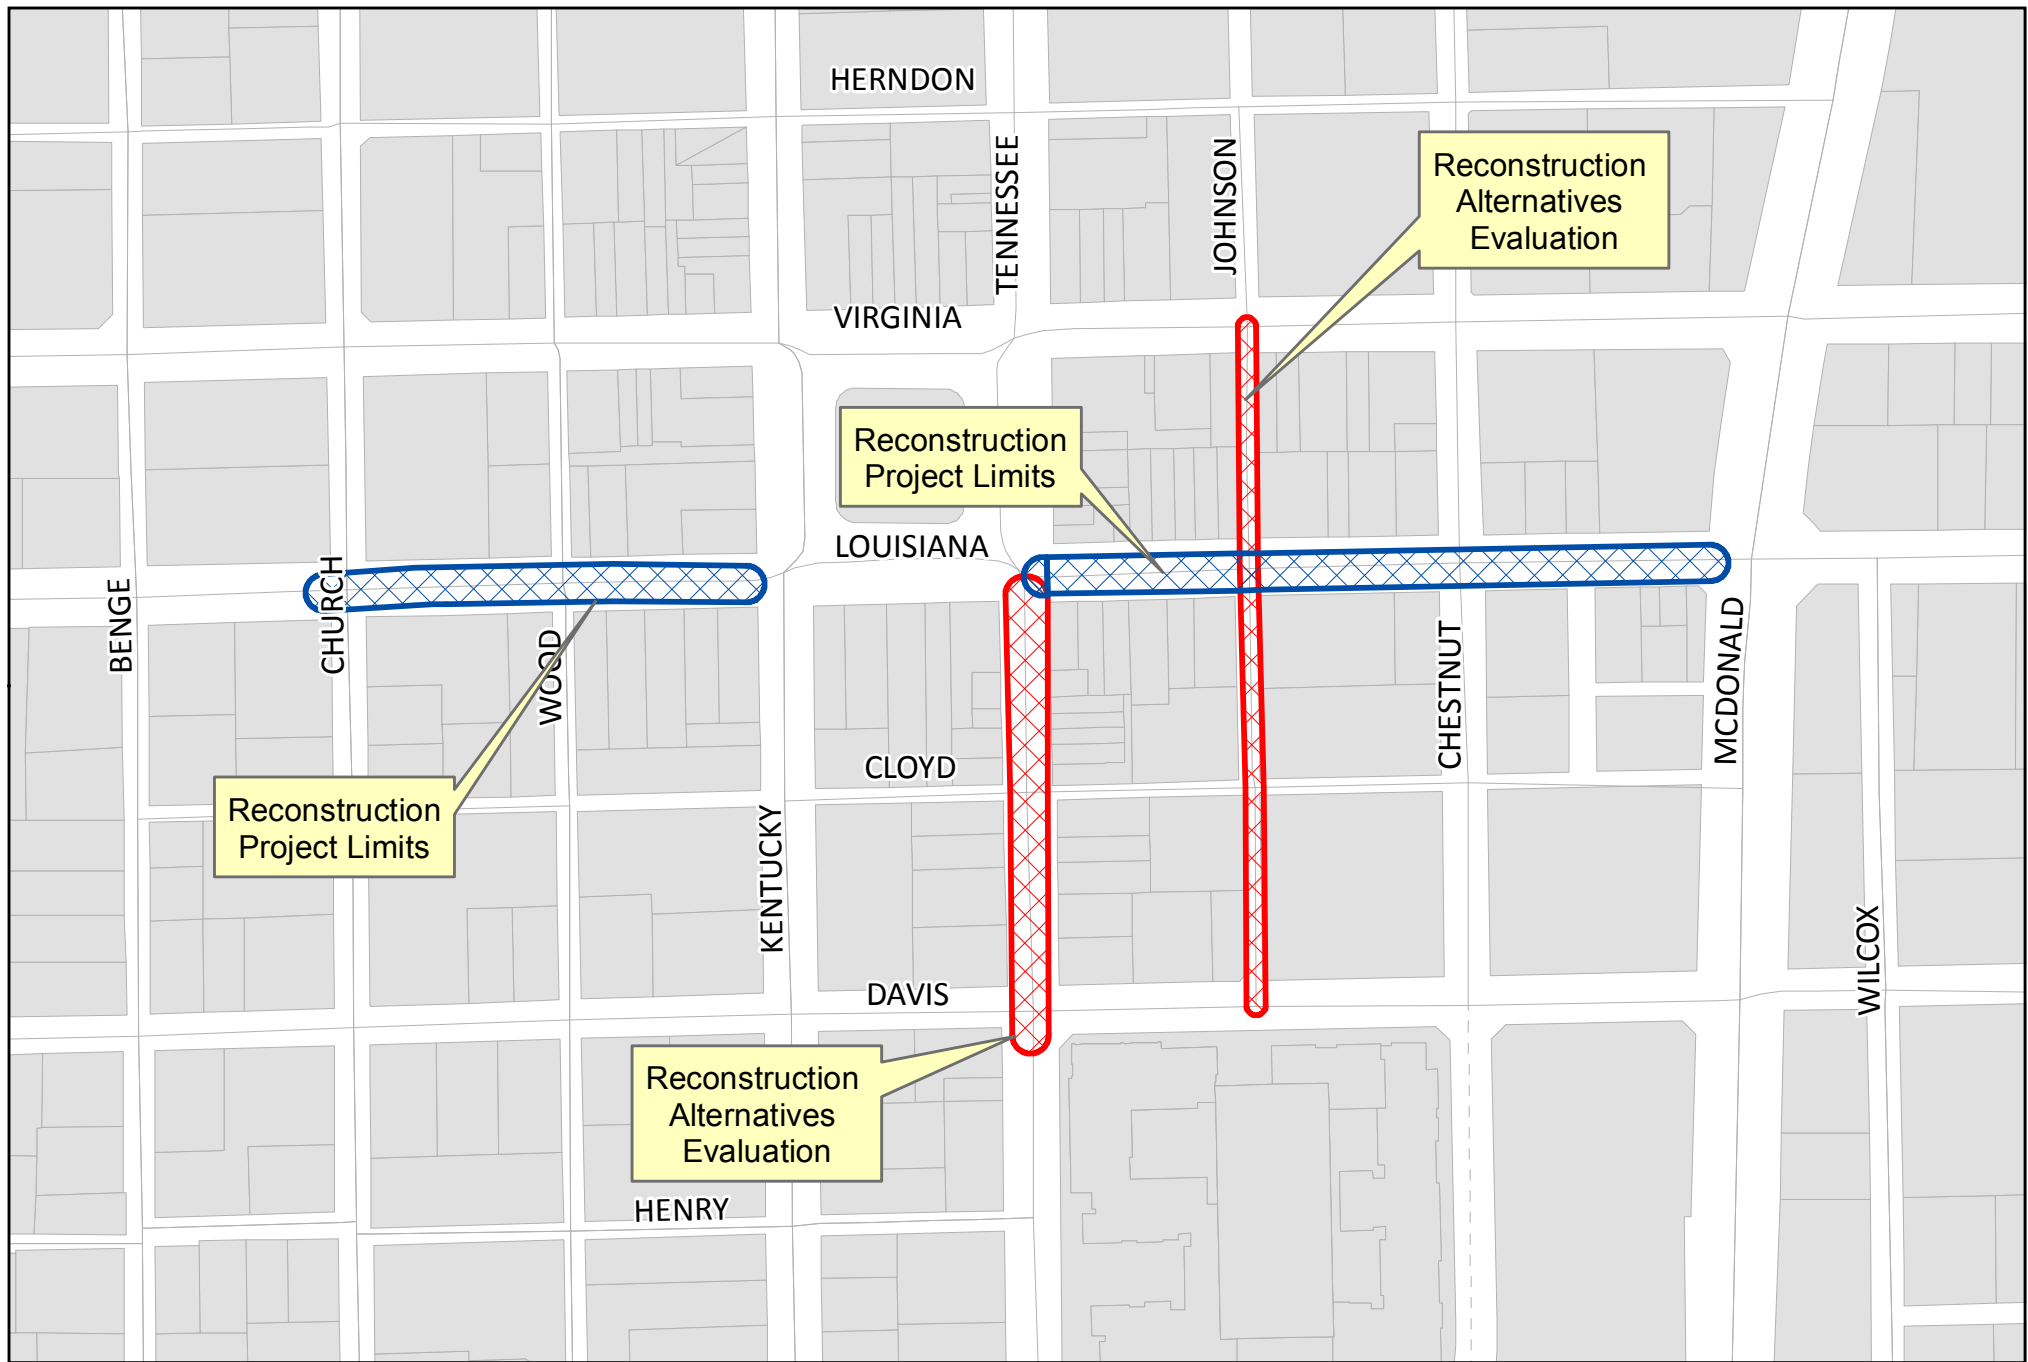 HERNDON
TENNESSEE
JOHNSON
Reconstruction
Alternatives
Evaluation
VIRGINIA
Reconstruction
Project Limits
LOUISIANA
BENGE
CHURCH
WOOD
CHESTNUT
MCDONALD
CLOYD
Reconstruction
Project Limits
KENTUCKY
WILCOX
DAVIS
Reconstruction
Alternatives
Evaluation
HENRY